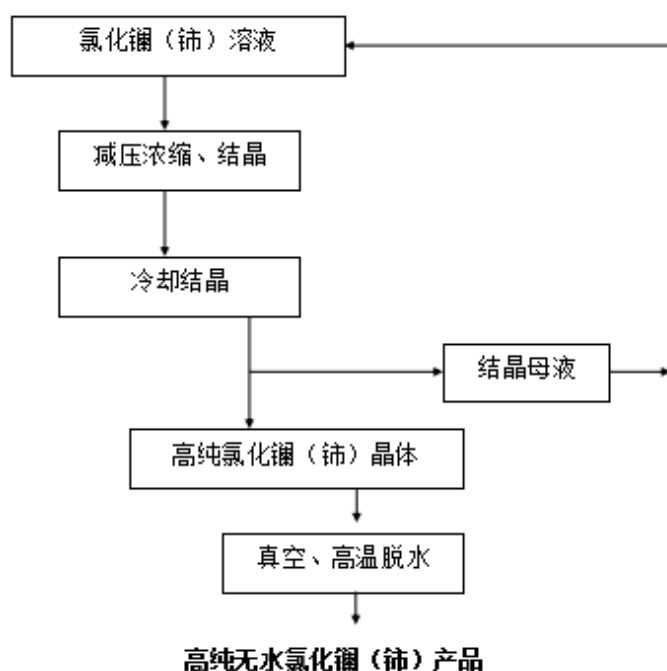 氯化镧（铈）溶液
减压浓缩、结晶
冷却结晶
结晶母液
高纯氯化镧（铈）晶体
真空、高温脱水
高纯无水氯化镧（铈）产品